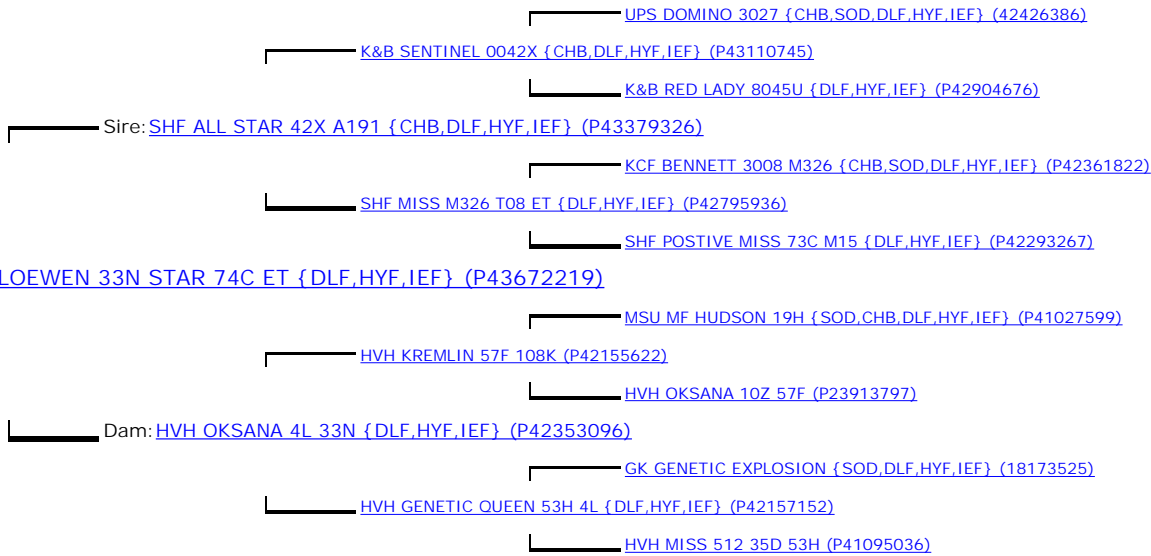 UPS DOMINO 3027 {CHB,SOD,DLF,HYF,IEF} (42426386)
K&B SENTINEL 0042X {CHB,DLF,HYF,IEF} (P43110745)
K&B RED LADY 8045U {DLF,HYF,IEF} (P42904676)
Sire: SHF ALL STAR 42X A191 {CHB,DLF,HYF,IEF} (P43379326)
KCF BENNETT 3008 M326 {CHB,SOD,DLF,HYF,IEF} (P42361822)
SHF MISS M326 T08 ET {DLF,HYF,IEF} (P42795936)
SHF POSTIVE MISS 73C M15 {DLF,HYF,IEF} (P42293267)
LOEWEN 33N STAR 74C ET {DLF,HYF,IEF} (P43672219)
MSU MF HUDSON 19H {SOD,CHB,DLF,HYF,IEF} (P41027599)
HVH KREMLIN 57F 108K (P42155622)
HVH OKSANA 10Z 57F (P23913797)
Dam: HVH OKSANA 4L 33N {DLF,HYF,IEF} (P42353096)
GK GENETIC EXPLOSION {SOD,DLF,HYF,IEF} (18173525)
HVH GENETIC QUEEN 53H 4L {DLF,HYF,IEF} (P42157152)
HVH MISS 512 35D 53H (P41095036)